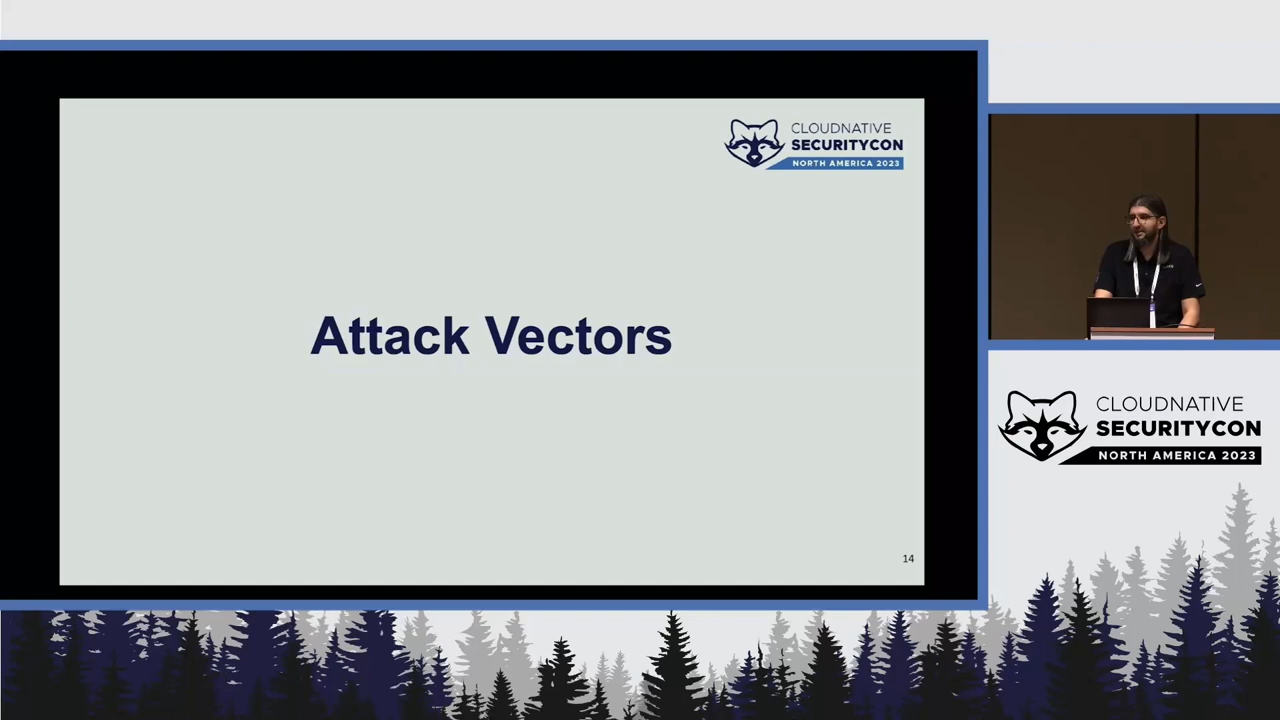 CLOUDNATIVE
SECURITYCON
NORTH AMERICA 2023
Attack Vectors
14
CLOUDNATIVE
SECURITYCON
NORTH AMERICA 2023